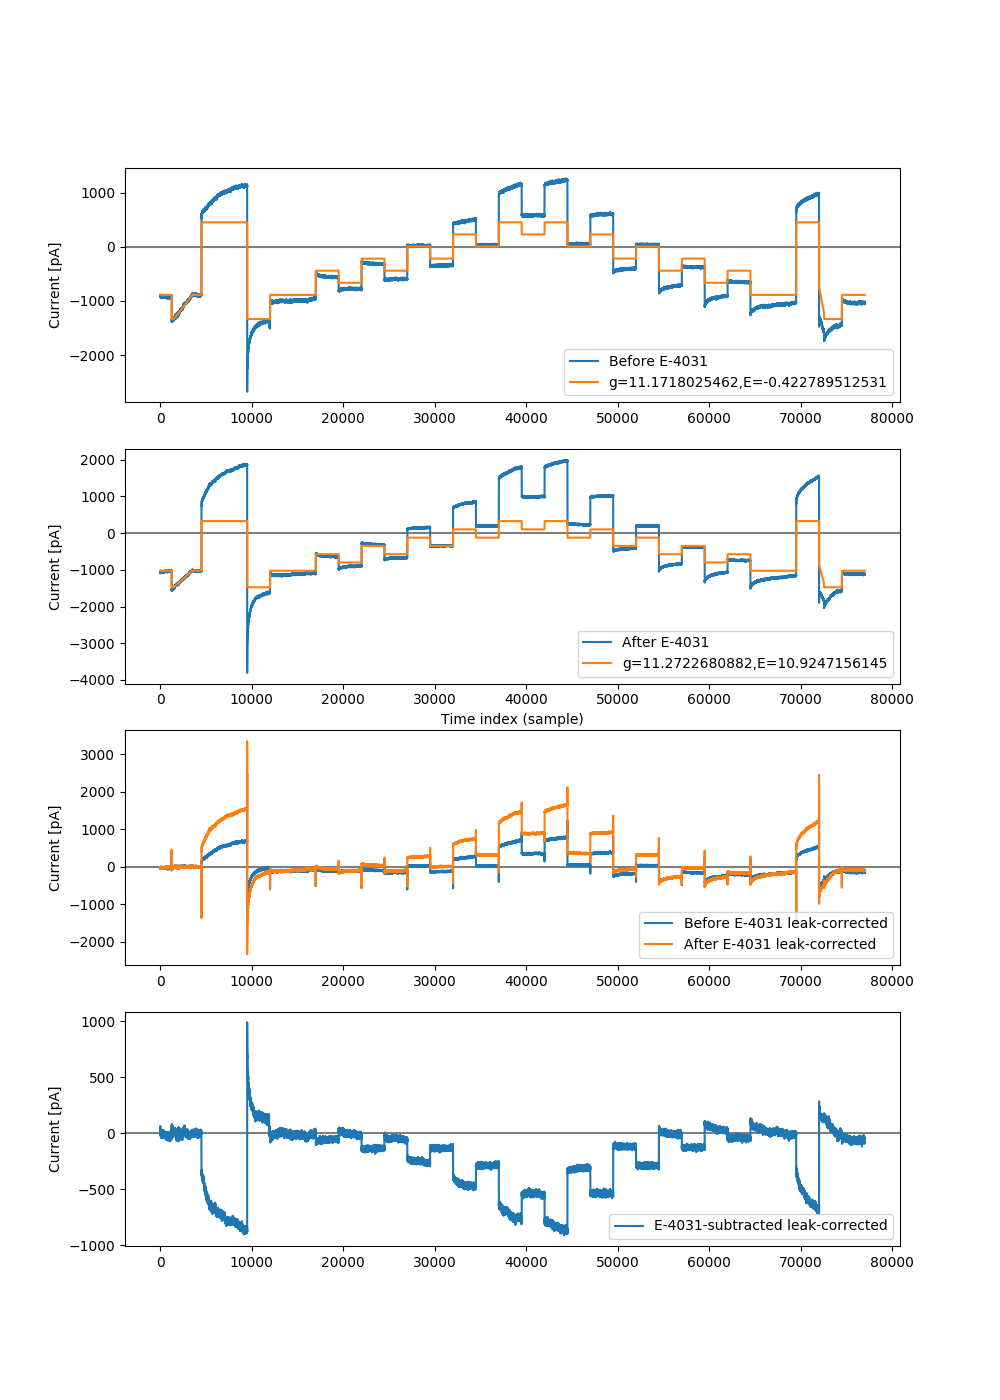 1000
0
−1000
−2000
Current [pA]
Before E-4031
g=11.1718025462,E=-0.422789512531
0 10000 20000 30000 40000 50000 60000 70000 80000
2000
1000
0
−1000
−2000
−3000
−4000
Current [pA]
After E-4031
g=11.2722680882,E=10.9247156145
0 10000 20000 30000 40000 50000 60000 70000 80000
Time index (sample)
3000
2000
1000
0
−1000
−2000
Current [pA]
Before E-4031 leak-corrected
After E-4031 leak-corrected
0 10000 20000 30000 40000 50000 60000 70000 80000
1000
500
0
−500
−1000
Current [pA]
E-4031-subtracted leak-corrected
0 10000 20000 30000 40000 50000 60000 70000 80000